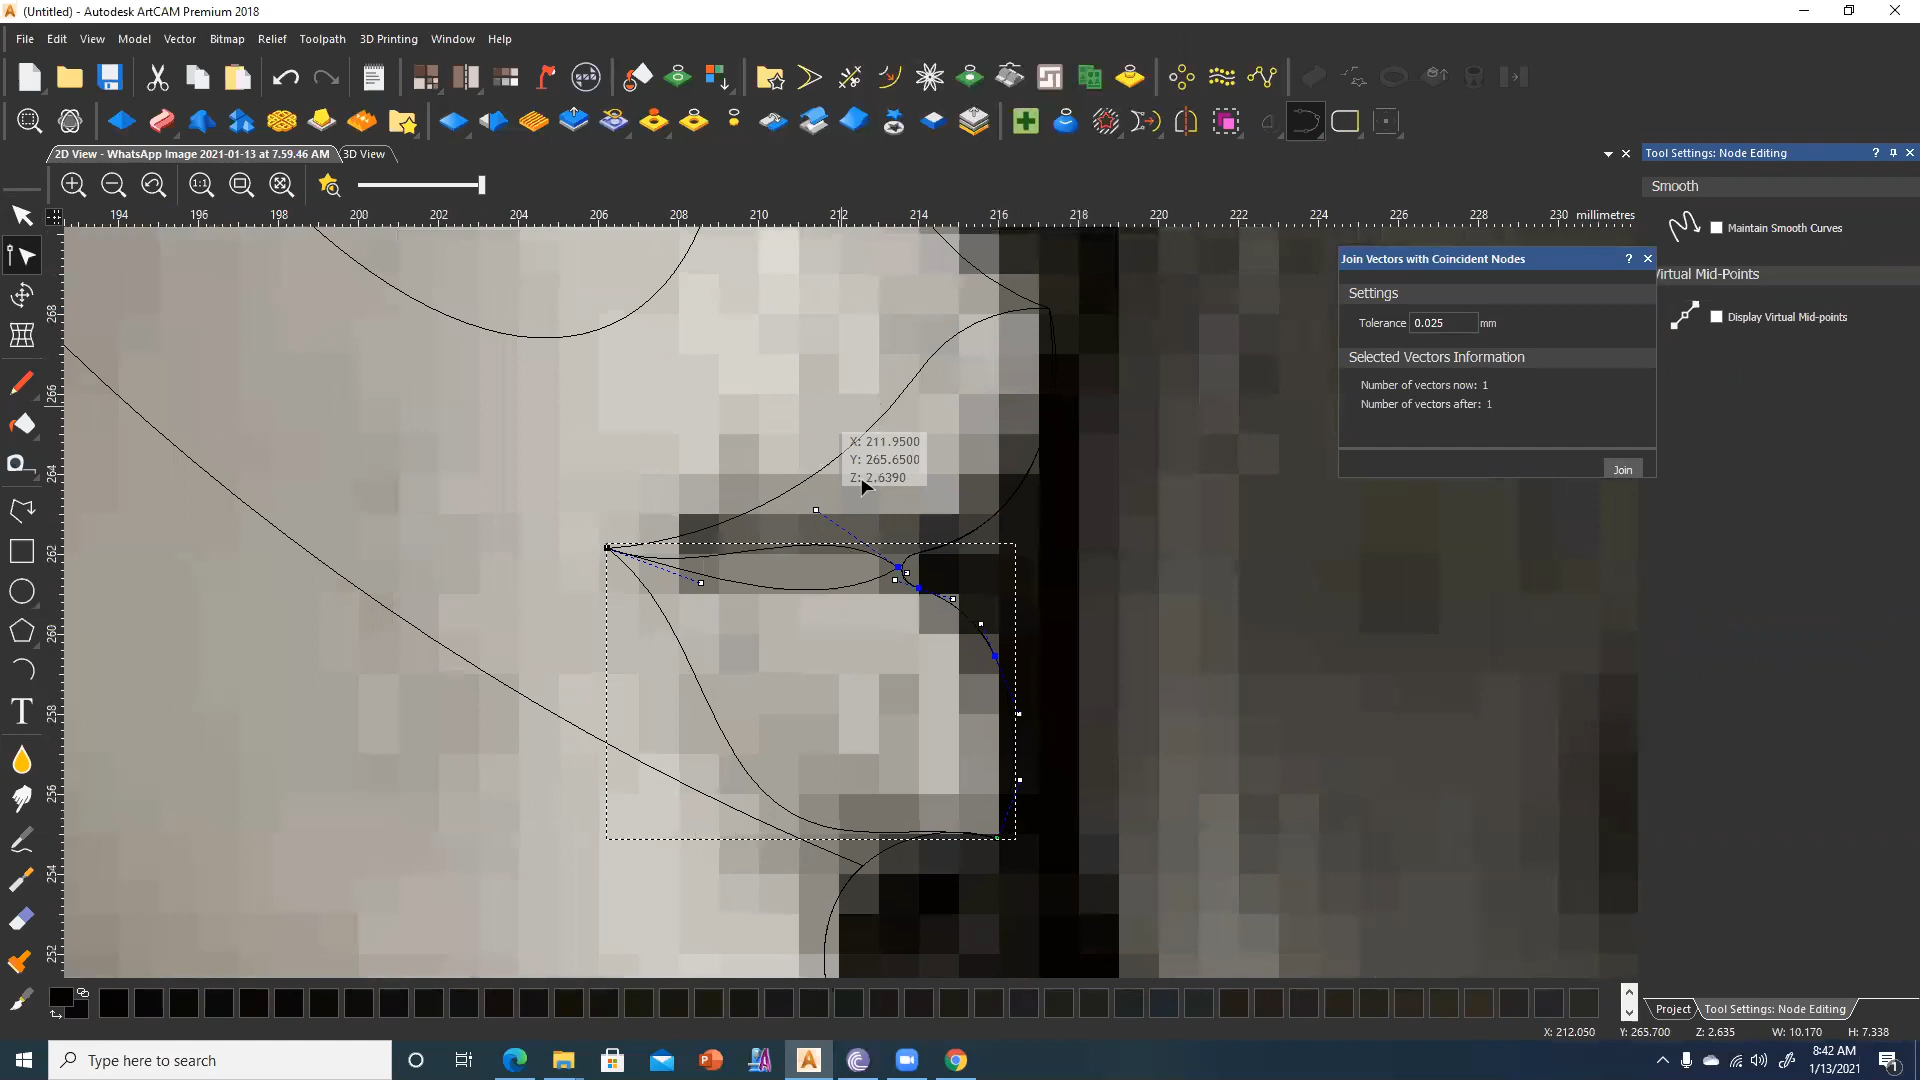 (Untitled) - Autodesk ArtCAM Premium 2018
File Edit View Model Vector Bitmap Relief Toolpath 3D Printing Window Help
2D View - WhatsApp Image 2021-01-13 at 7.59.46 AM 3D View
Tool Settings: Node Editing
1:1
Smooth
194 196 198 200 202 204 206 208 210 212 214 216 218 220 222 224 226 228 230 millimetres
Maintain Smooth Curves
Join Vectors with Coincident Nodes
Virtual Mid-Points
Settings
Tolerance 0.025 mm
Display Virtual Mid-points
Selected Vectors Information
Number of vectors now: 1
Number of vectors after: 1
Join
268
266
264
262
260
258
256
254
252
X: 211.9500
Y: 265.6500
Z: 2.6390
T
Project Tool Settings: Node Editing
X: 212.050 Y: 265.700 Z: 2.635 W: 10.170 H: 7.338
Type here to search
8:42 AM
1/13/2021
1